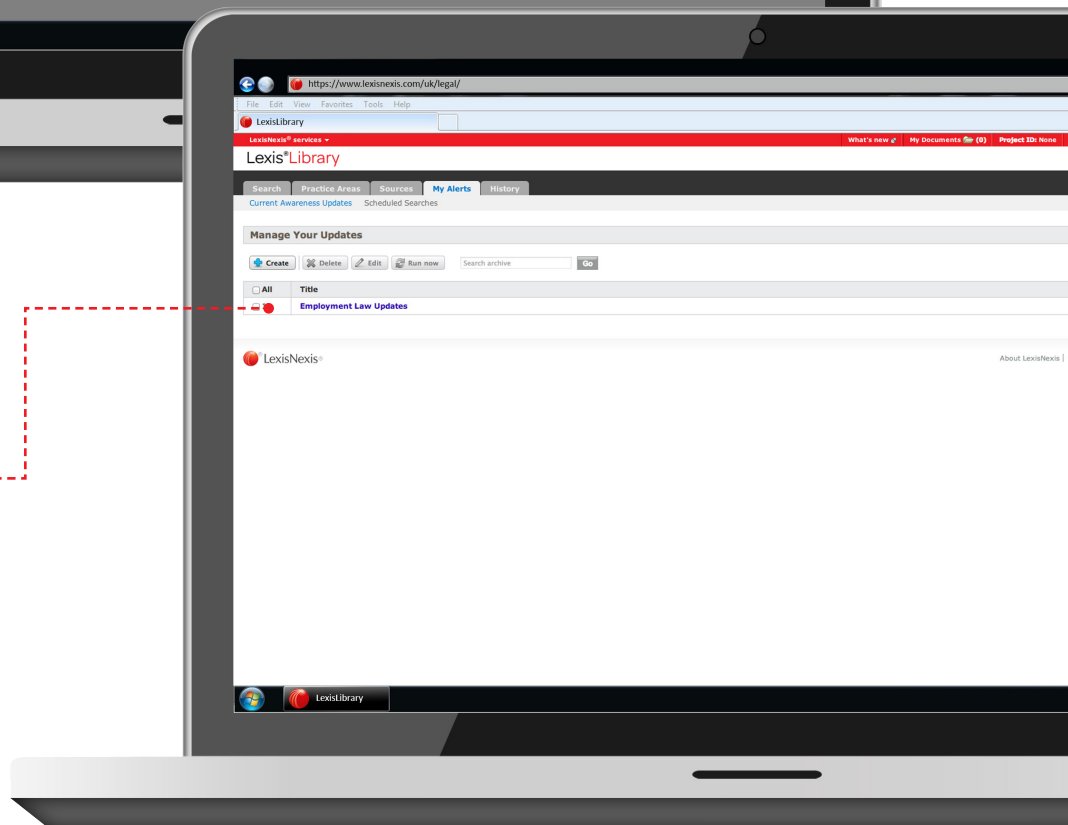 https://www.lexisnexis.com/uk/legal/
File Edit View Favorites Tools Help
LexisLibrary
LexisNexis® services What's new My Documents (0) Project ID: None
Lexis®Library
Search Practice Areas Sources My Alerts History
Current Awareness Updates Scheduled Searches
Manage Your Updates
Create Delete Edit Run now Search archive Go
All Title
Employment Law Updates
LexisNexis® About LexisNexis |
LexisLibrary